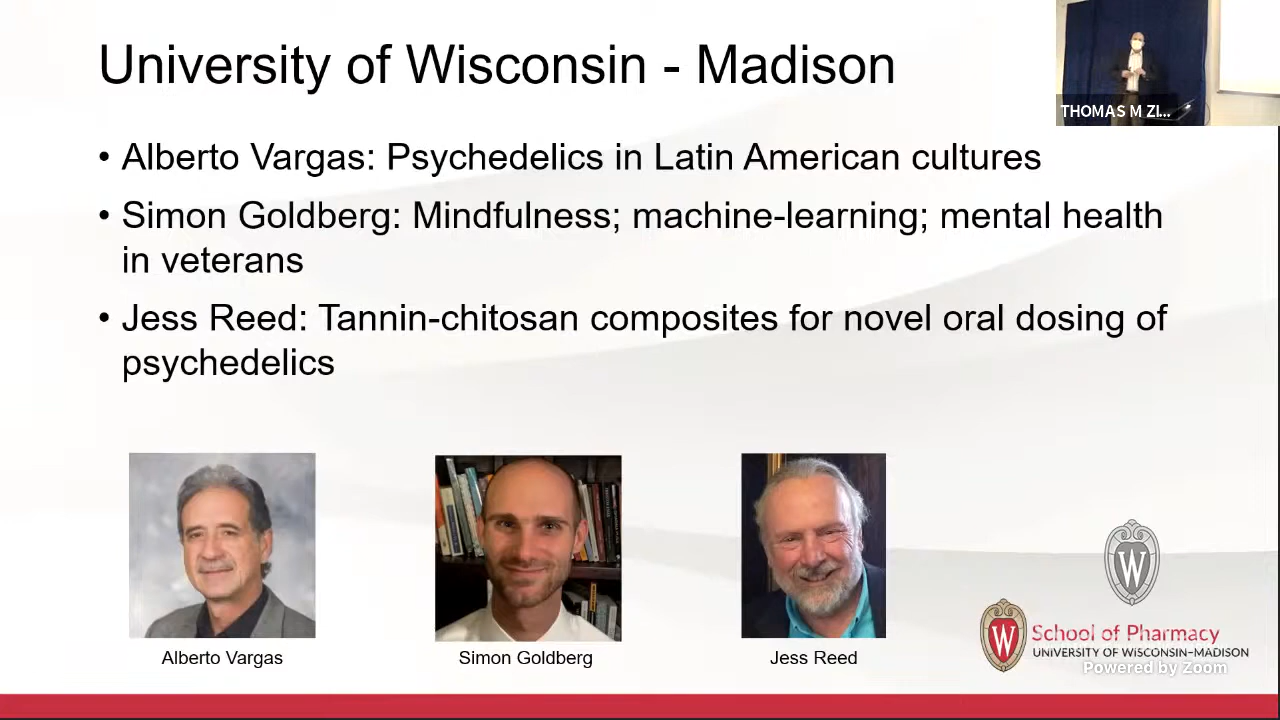 University of Wisconsin - Madison
THOMAS M ZI...
• Alberto Vargas: Psychedelics in Latin American cultures
• Simon Goldberg: Mindfulness; machine-learning; mental health
in veterans
• Jess Reed: Tannin-chitosan composites for novel oral dosing of
psychedelics
Alberto Vargas
Simon Goldberg
Jess Reed
W
W
School of Pharmacy
UNIVERSITY OF WISCONSIN–MADISON
Powered by Zoom